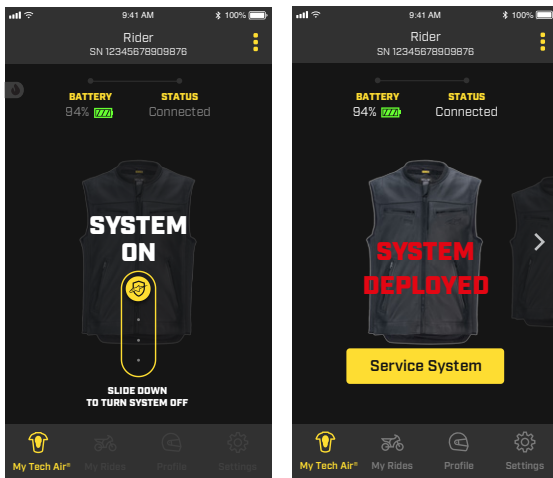 9:41 AM
100%
Rider
SN 12345678909876
BATTERY
STATUS
94%
Connected
SYSTEM
ON
SLIDE DOWN
TO TURN SYSTEM OFF
My Tech Air®
My Rides
Profile
Settings
9:41 AM
100%
Rider
SN 12345678909876
BATTERY
STATUS
94%
Connected
SYSTEM
DEPLOYED
Service System
My Tech Air®
My Rides
Profile
Settings